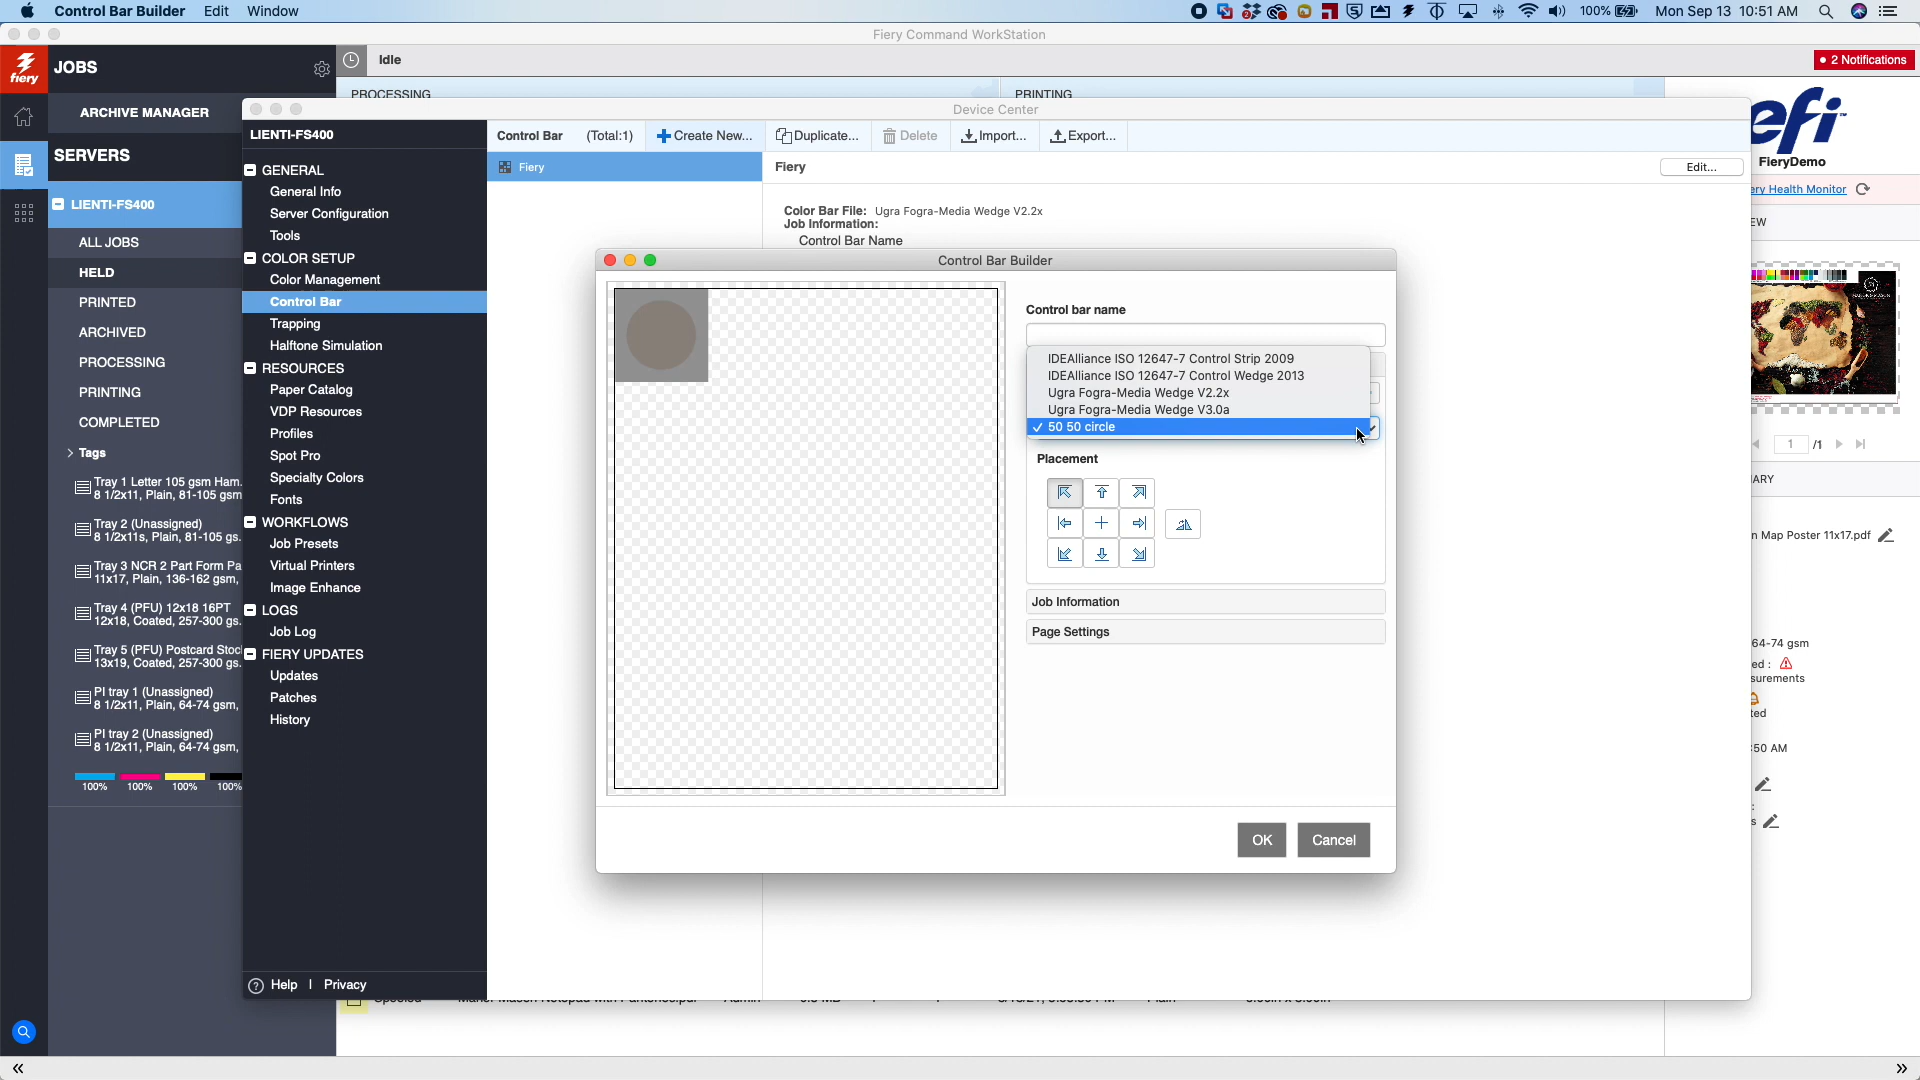 Control Bar Builder Edit Window
100% Mon Sep 13 10:51 AM
Fiery Command WorkStation
fiery
JOBS
Idle
2 Notifications
PROCESSING
PRINTING
ARCHIVE MANAGER
SERVERS
LIENTI-FS400
ALL JOBS
HELD
PRINTED
ARCHIVED
PROCESSING
PRINTING
COMPLETED
Tags
Tray 1 Letter 105 gsm Ham.
8 1/2x11, Plain, 81-105 gsm
Tray 2 (Unassigned)
8 1/2x11s, Plain, 81-105 gs.
Tray 3 NCR 2 Part Form Pa
11x17, Plain, 136-162 gsm,
Tray 4 (PFU) 12x18 16PT
12x18, Coated, 257-300 gs.
Tray 5 (PFU) Postcard Stoc
13x19, Coated, 257-300 gs.
PI tray 1 (Unassigned)
8 1/2x11, Plain, 64-74 gsm,
PI tray 2 (Unassigned)
8 1/2x11, Plain, 64-74 gsm,
100% 100% 100% 100%
Device Center
LIENTI-FS400
GENERAL
General Info
Server Configuration
Tools
COLOR SETUP
Color Management
Control Bar
Trapping
Halftone Simulation
RESOURCES
Paper Catalog
VDP Resources
Profiles
Spot Pro
Specialty Colors
Fonts
WORKFLOWS
Job Presets
Virtual Printers
Image Enhance
LOGS
Job Log
FIERY UPDATES
Updates
Patches
History
Help | Privacy
Control Bar (Total:1) Create New... Duplicate... Delete Import... Export...
Fiery
Fiery
Edit...
Color Bar File: Ugra Fogra-Media Wedge V2.2x
Job Information:
Control Bar Name
Control Bar Builder
Control bar name
IDEAlliance ISO 12647-7 Control Strip 2009
IDEAlliance ISO 12647-7 Control Wedge 2013
Ugra Fogra-Media Wedge V2.2x
Ugra Fogra-Media Wedge V3.0a
✓ 50 50 circle
Placement
Job Information
Page Settings
OK Cancel
efi
FieryDemo
ery Health Monitor
EW
1 /1
ARY
n Map Poster 11x17.pdf
64-74 gsm
ed :
surements
ted
:50 AM
:
s